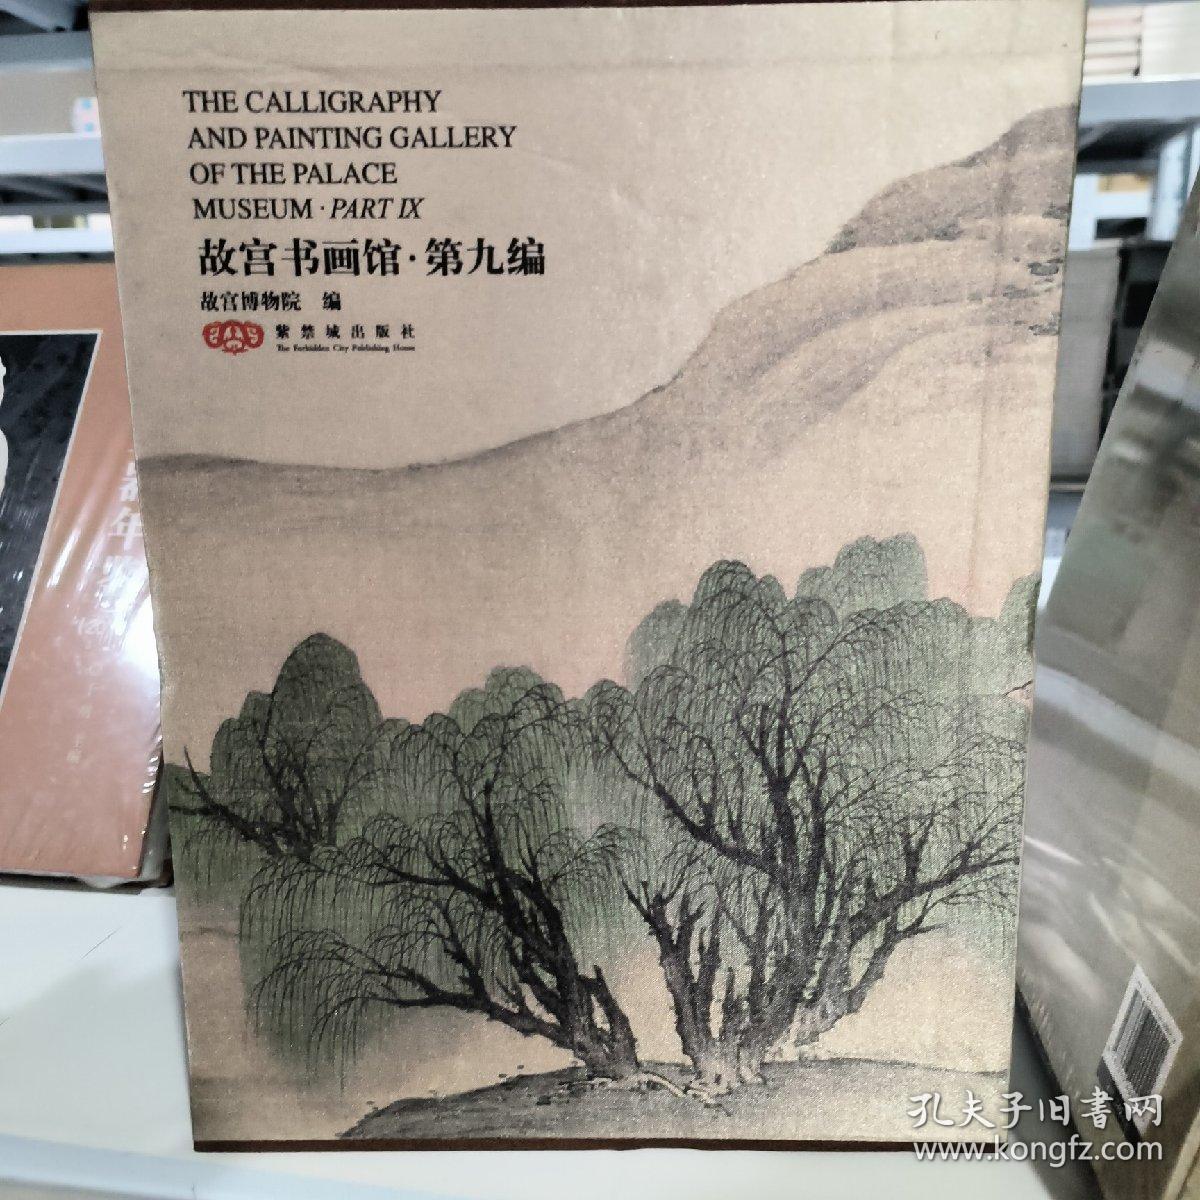 THE CALLIGRAPHY
AND PAINTING GALLERY
OF THE PALACE
MUSEUM · PART IX
故宫书画馆·第九编
故宫博物院 编
紫禁城出版社
The Forbidden City Publishing House
年
孔夫子旧書网
www.kongfz.com